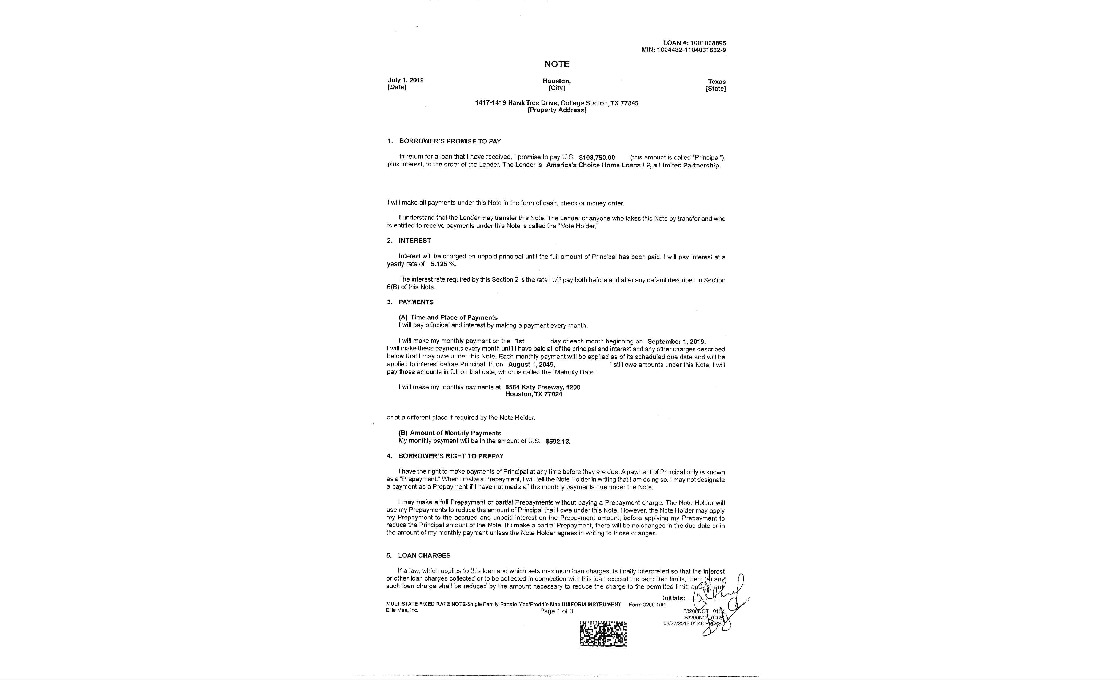 LOAN #:
MIN:
NOTE
July 1, 2019 Houston, Texas
[Date] [City] [State]
1417-1419 Hawk Tree Drive, College Station, TX 77845
[Property Address]
1. BORROWER'S PROMISE TO PAY
In return for a loan that I have received, I promise to pay U.S. (this amount is called "Principal"),
plus interest, to the order of the Lender. The Lender is America's Choice Home Loans LP, a Limited Partnership.
I will make all payments under this Note in the form of cash, check or money order.
I understand that the Lender may transfer this Note. The Lender or anyone who takes this Note by transfer and who
is entitled to receive payments under this Note is called the "Note Holder."
2. INTEREST
Interest will be charged on unpaid principal until the full amount of Principal has been paid. I will pay interest at a
yearly rate of 5.125 %.
The interest rate required by this Section 2 is the rate I will pay both before and after any default described in Section
6(B) of this Note.
3. PAYMENTS
(A) Time and Place of Payments
I will pay principal and interest by making a payment every month.
I will make my monthly payment on the 1st day of each month beginning on September 1, 2019.
I will make these payments every month until I have paid all of the principal and interest and any other charges described
below that I may owe under this Note. Each monthly payment will be applied as of its scheduled due date and will be
applied to interest before Principal. If, on August 1, 2049, I still owe amounts under this Note, I will
pay those amounts in full on that date, which is called the "Maturity Date."
I will make my monthly payments at 8584 Katy Freeway, #200
Houston, TX 77024
or at a different place if required by the Note Holder.
(B) Amount of Monthly Payments
My monthly payment will be in the amount of U.S. $592.13.
4. BORROWER'S RIGHT TO PREPAY
I have the right to make payments of Principal at any time before they are due. A payment of Principal only is known
as a "Prepayment." When I make a Prepayment, I will tell the Note Holder in writing that I am doing so. I may not designate
a payment as a Prepayment if I have not made all the monthly payments due under the Note.
I may make a full Prepayment or partial Prepayments without paying a Prepayment charge. The Note Holder will
use my Prepayments to reduce the amount of Principal that I owe under this Note. However, the Note Holder may apply
my Prepayment to the accrued and unpaid interest on the Prepayment amount, before applying my Prepayment to
reduce the Principal amount of the Note. If I make a partial Prepayment, there will be no changes in the due date or in
the amount of my monthly payment unless the Note Holder agrees in writing to those changes.
5. LOAN CHARGES
If a law, which applies to this loan and which sets maximum loan charges, is finally interpreted so that the interest
or other loan charges collected or to be collected in connection with this loan exceed the permitted limits, then: (a) any
such loan charge shall be reduced by the amount necessary to reduce the charge to the permitted limit;
Initials:
MULTISTATE FIXED RATE NOTE-Single Family-Fannie Mae/Freddie Mac UNIFORM INSTRUMENT Form 3200 1/01
Ellie Mae, Inc. Page 1 of 3